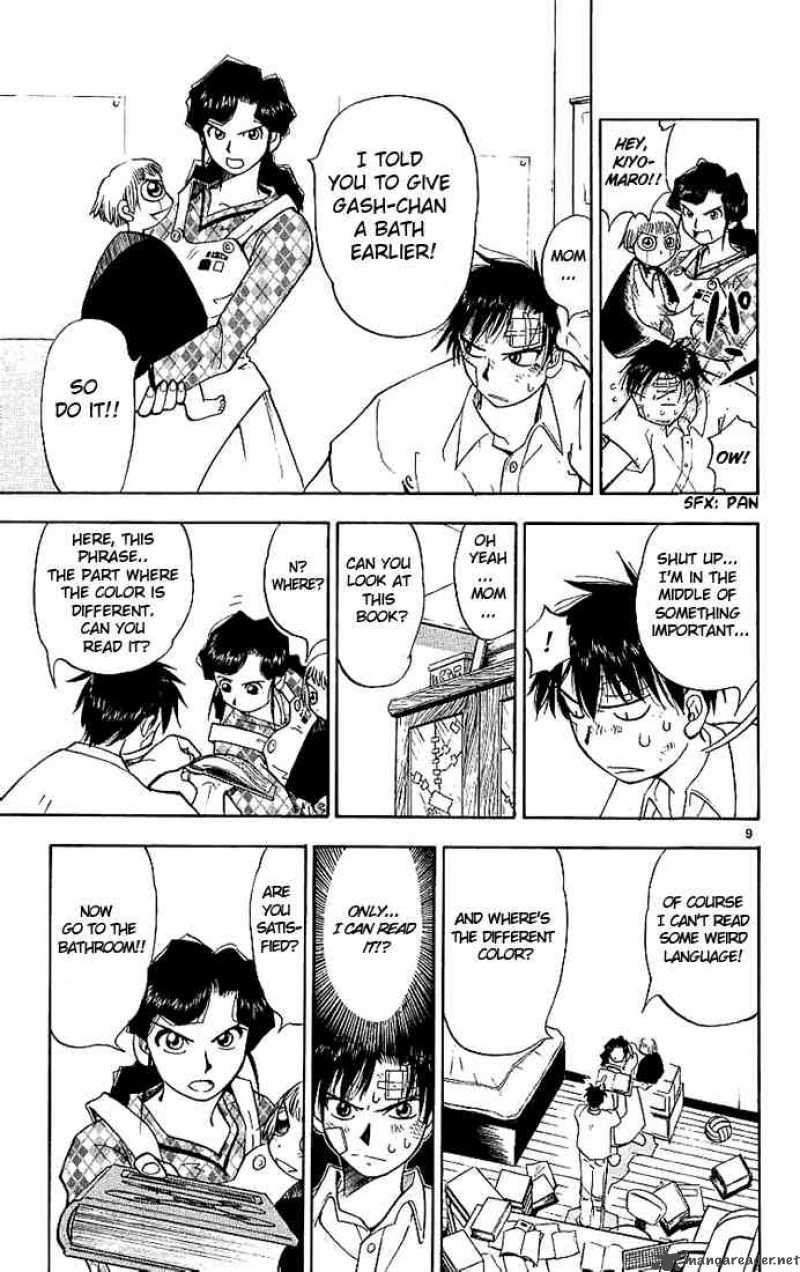 HEY,
KIYO-
MARO!!
OW!
SFX: PAN
MOM
...
I TOLD
YOU TO GIVE
GASH-CHAN
A BATH
EARLIER!
SO
DO IT!!
SHUT UP...
I'M IN THE
MIDDLE OF
SOMETHING
IMPORTANT...
!
OH
YEAH
...
MOM
...
CAN YOU
LOOK AT
THIS
BOOK?
N?
WHERE?
HERE, THIS
PHRASE..
THE PART WHERE
THE COLOR IS
DIFFERENT.
CAN YOU
READ IT?
9
OF COURSE
I CAN'T READ
SOME WEIRD
LANGUAGE!
AND WHERE'S
THE DIFFERENT
COLOR?
ONLY...
I CAN READ
IT!?
ARE
YOU
SATIS-
FIED?
NOW
GO TO THE
BATHROOM!!
mangareader.net